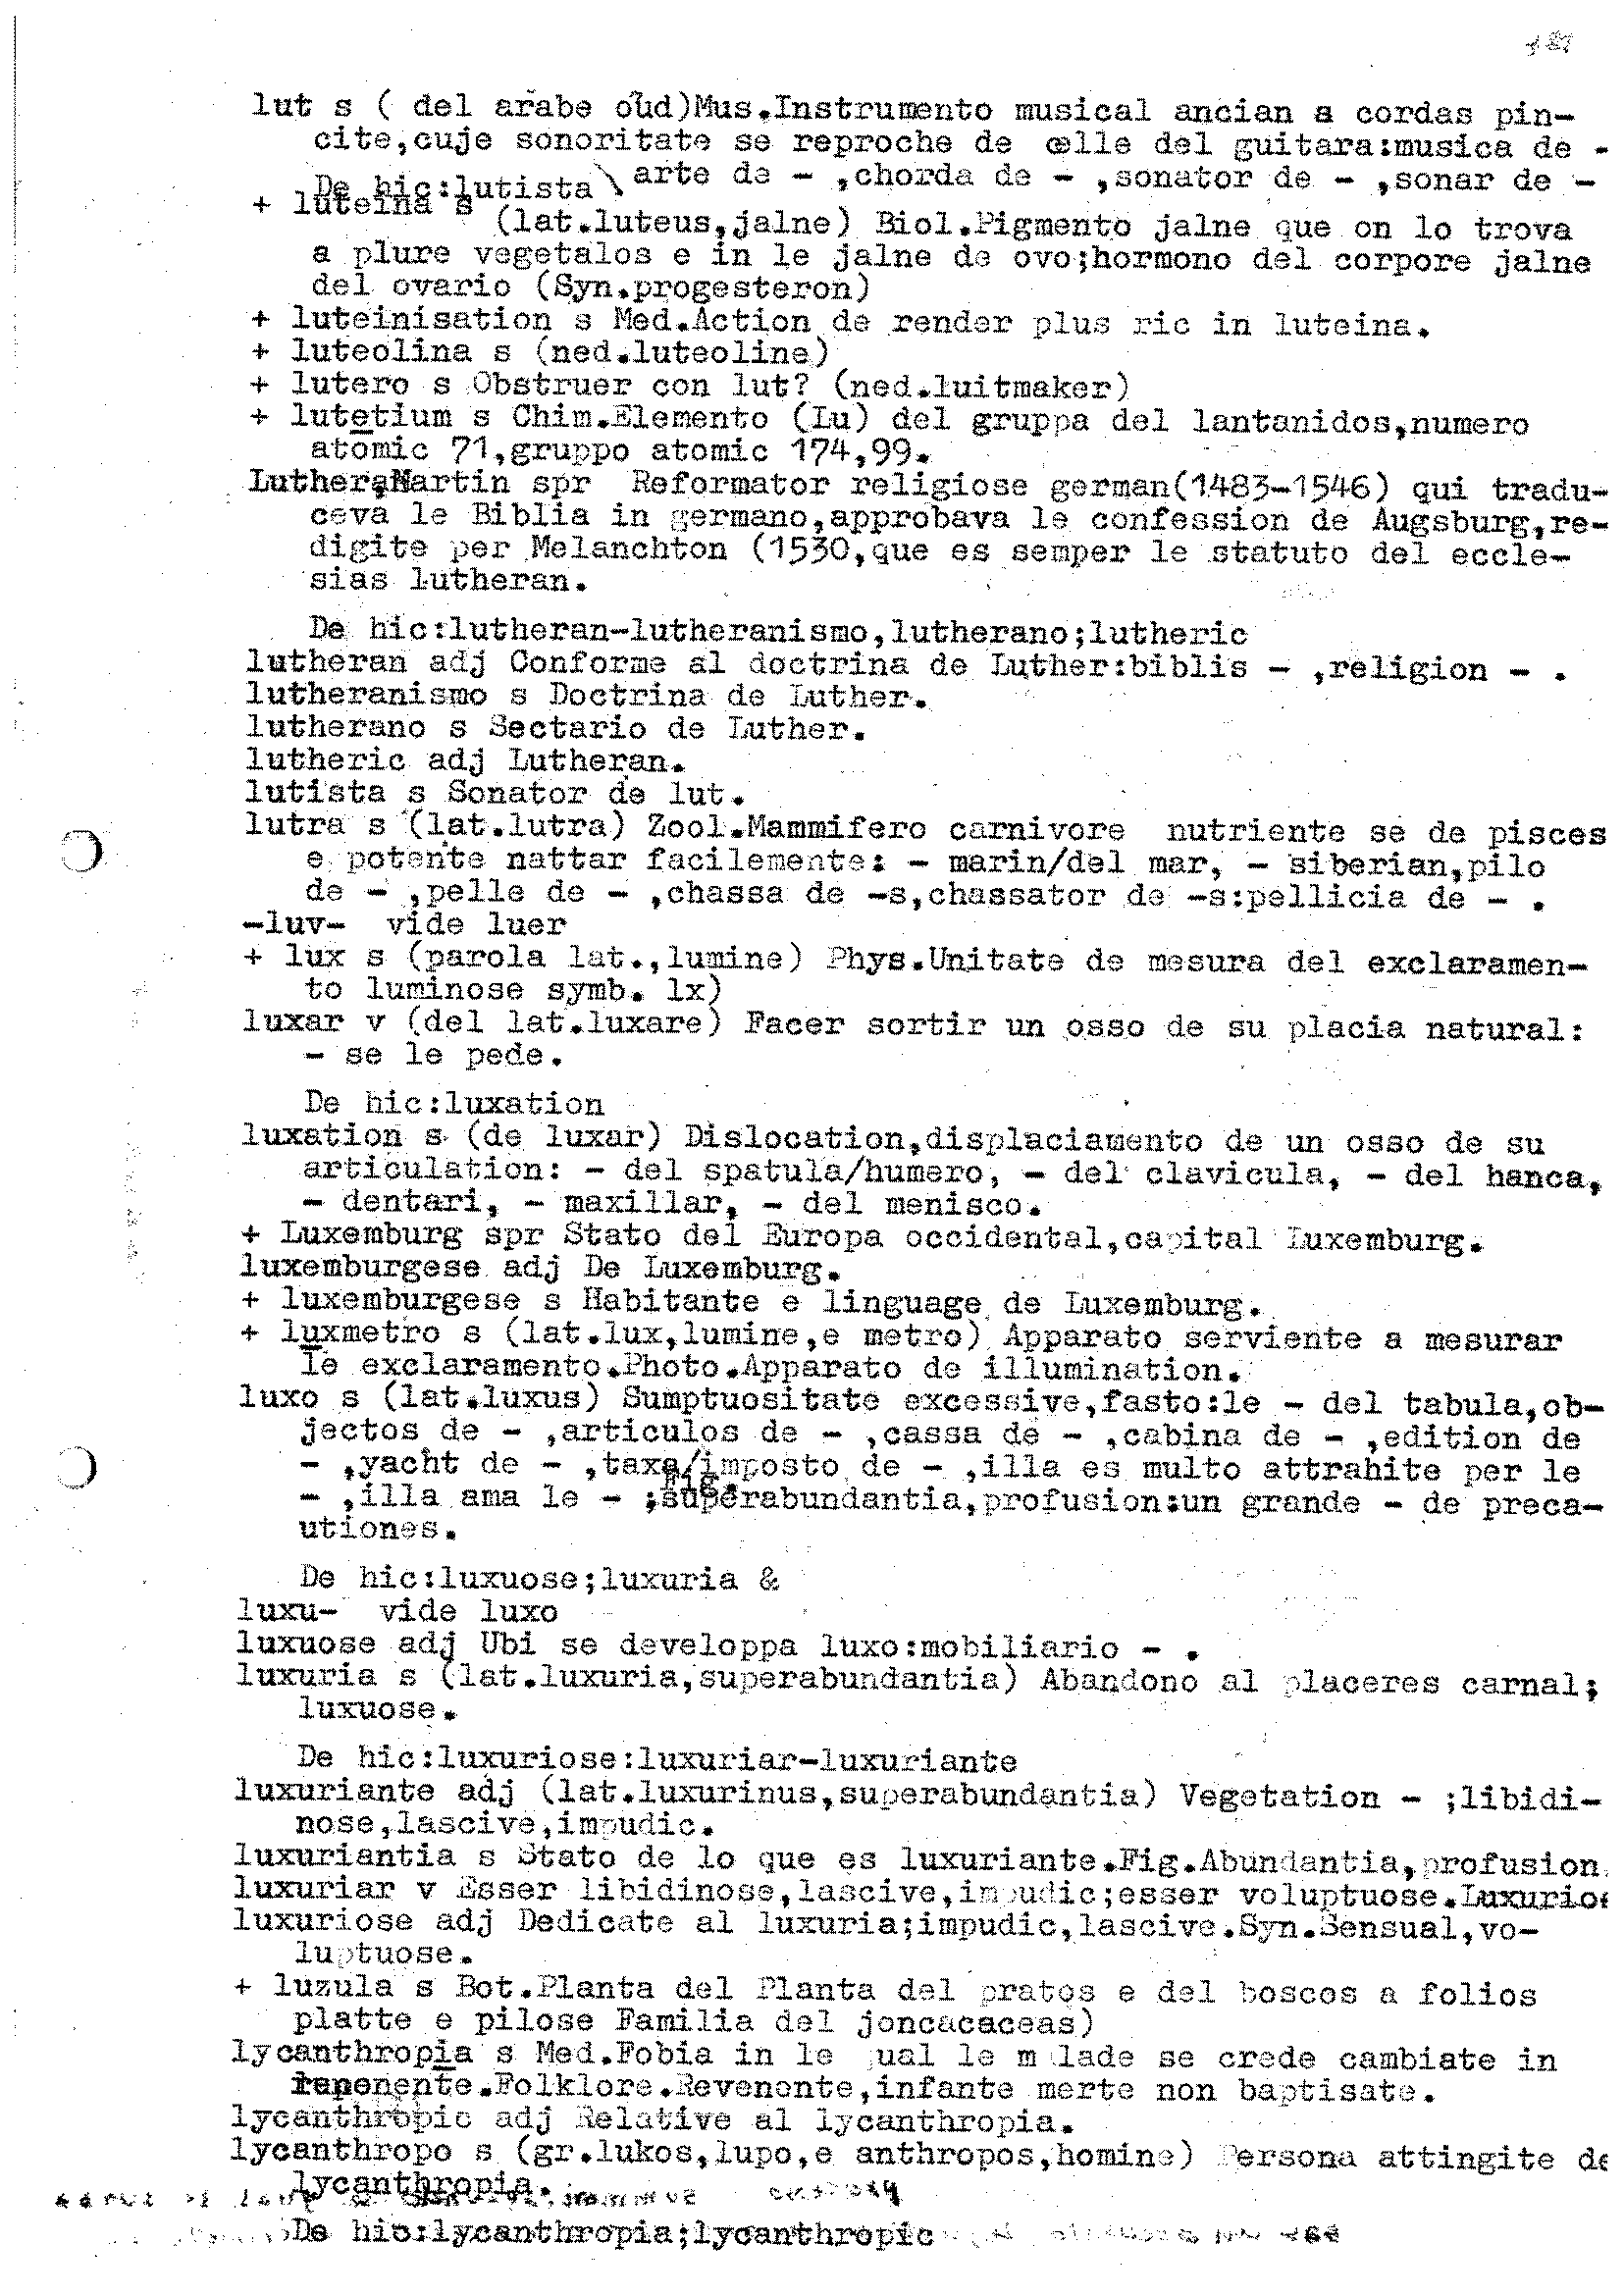 lut s ( del arabe oud)Mus.Instrumento musical ancian a cordas pin-
cite,cuje sonoritate se reproche de celle del guitara:musica de -
arte de - ,chorda de - ,sonator de - ,sonar de -
De hic:lutista
+ luteina s
(lat.luteus,jalne) Biol.Pigmento jalne que on lo trova
a plure vegetalos e in le jalne de ovo;hormono del corpore jalne
del ovario (Syn.progesteron)
+ luteinisation s Med.Action de render plus ric in luteina.
+ luteolina s (ned.luteoline)
+ lutero s Obstruer con lut? (ned.luitmaker)
+ lutetium s Chim.Elemento (Lu) del gruppa del lantanidos,numero
atomic 71,gruppo atomic 174,99.
Luther,Martin spr Reformator religiose german(1483-1546) qui tradu-
ceva le Biblia in germano,approbava le confession de Augsburg,re-
digite per Melanchton (1530,que es semper le statuto del eccle-
sias lutheran.
De hic:lutheran-lutheranismo,lutherano;lutheric
lutheran adj Conforme al doctrina de Luther:biblis - ,religion - .
lutheranismo s Doctrina de Luther.
lutherano s Sectario de Luther.
lutheric adj Lutheran.
lutista s Sonator de lut.
lutra s (lat.lutra) Zool.Mammifero carnivore nutriente se de pisces
e potente nattar facilemente: - marin/del mar, - siberian,pilo
de - ,pelle de - ,chassa de -s,chassator de -s:pellicia de - .
-luv- vide luer
+ lux s (parola lat.,lumine) Phys.Unitate de mesura del exclaramen-
to luminose symb. lx)
luxar v (del lat.luxare) Facer sortir un osso de su placia natural:
- se le pede.
De hic:luxation
luxation s (de luxar) Dislocation,displaciamento de un osso de su
articulation: - del spatula/humero, - del clavicula, - del hanca,
- dentari, - maxillar, - del menisco.
+ Luxemburg spr Stato del Europa occidental,capital Luxemburg.
luxemburgese adj De Luxemburg.
+ luxemburgese s Habitante e linguage de Luxemburg.
+ luxmetro s (lat.lux,lumine,e metro) Apparato serviente a mesurar
le exclaramento.Photo.Apparato de illumination.
luxo s (lat.luxus) Sumptuositate excessive,fasto:le - del tabula,ob-
jectos de - ,articulos de - ,cassa de - ,cabina de - ,edition de
- ,yacht de - ,taxa/imposto de - ,illa es multo attrahite per le
Fig.
- ,illa ama le - ;superabundantia,profusion:un grande - de preca-
utiones.
De hic:luxuose;luxuria &
luxu- vide luxo
luxuose adj Ubi se developpa luxo:mobiliario - .
luxuria s (lat.luxuria,superabundantia) Abandono al placeres carnal;
luxuose.
De hic:luxuriose:luxuriar-luxuriante
luxuriante adj (lat.luxurinus,superabundantia) Vegetation - ;libidi-
nose,lascive,impudic.
luxuriantia s Stato de lo que es luxuriante.Fig.Abundantia,profusion
luxuriar v Esser libidinose,lascive,impudic;esser voluptuose.Luxurios
luxuriose adj Dedicate al luxuria;impudic,lascive.Syn.Sensual,vo-
luptuose.
+ luzula s Bot.Planta del Planta del pratos e del boscos a folios
platte e pilose Familia del joncacaceas)
lycanthropia s Med.Fobia in le qual le malade se crede cambiate in
.Folklore.Revenente,infante morte non baptisate.
lycanthropic adj Relative al lycanthropia.
lycanthropo s (gr.lukos,lupo,e anthropos,homine) Persona attingite de
lycanthropia.
De hic:lycanthropia;lycanthropic